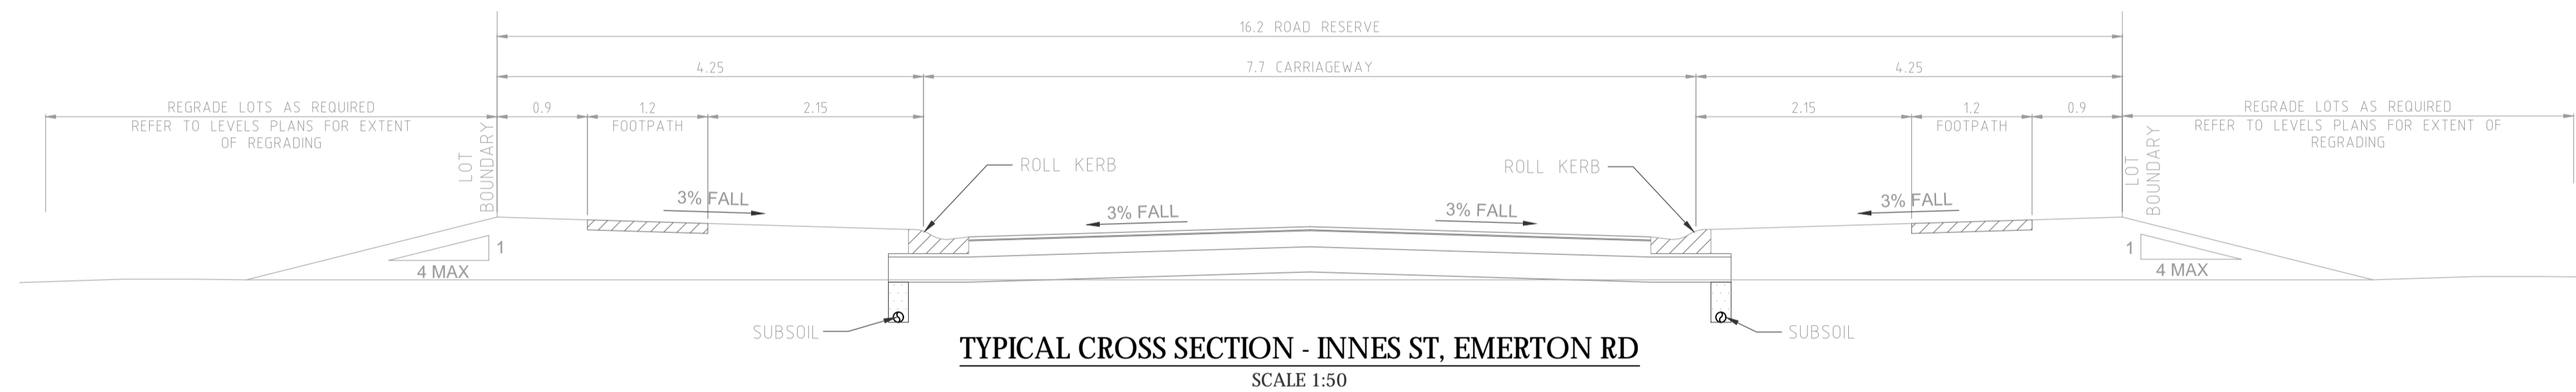 16.2 ROAD RESERVE
4.25
7.7 CARRIAGEWAY
4.25
REGRADE LOTS AS REQUIRED
REFER TO LEVELS PLANS FOR EXTENT
OF REGRADING
0.9
1.2
FOOTPATH
2.15
2.15
1.2
FOOTPATH
0.9
REGRADE LOTS AS REQUIRED
REFER TO LEVELS PLANS FOR EXTENT OF
REGRADING
LOT
BOUNDARY
ROLL KERB
ROLL KERB
LOT
BOUNDARY
3% FALL
3% FALL
3% FALL
3% FALL
1
4 MAX
1
4 MAX
SUBSOIL
SUBSOIL
TYPICAL CROSS SECTION - INNES ST, EMERTON RD
SCALE 1:50